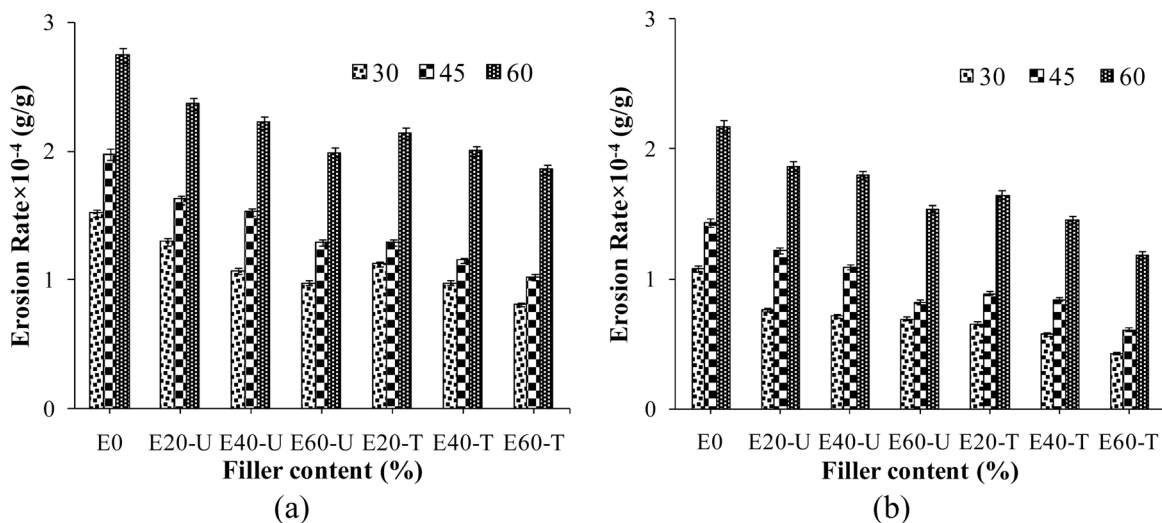 3
2
1
0
Erosion Rate×10⁻⁴ (g/g)
30 45 60
E0 E20-U E40-U E60-U E20-T E40-T E60-T
Filler content (%)
(a)
3
2
1
0
Erosion Rate×10⁻⁴ (g/g)
30 45 60
E0 E20-U E40-U E60-U E20-T E40-T E60-T
Filler content (%)
(b)